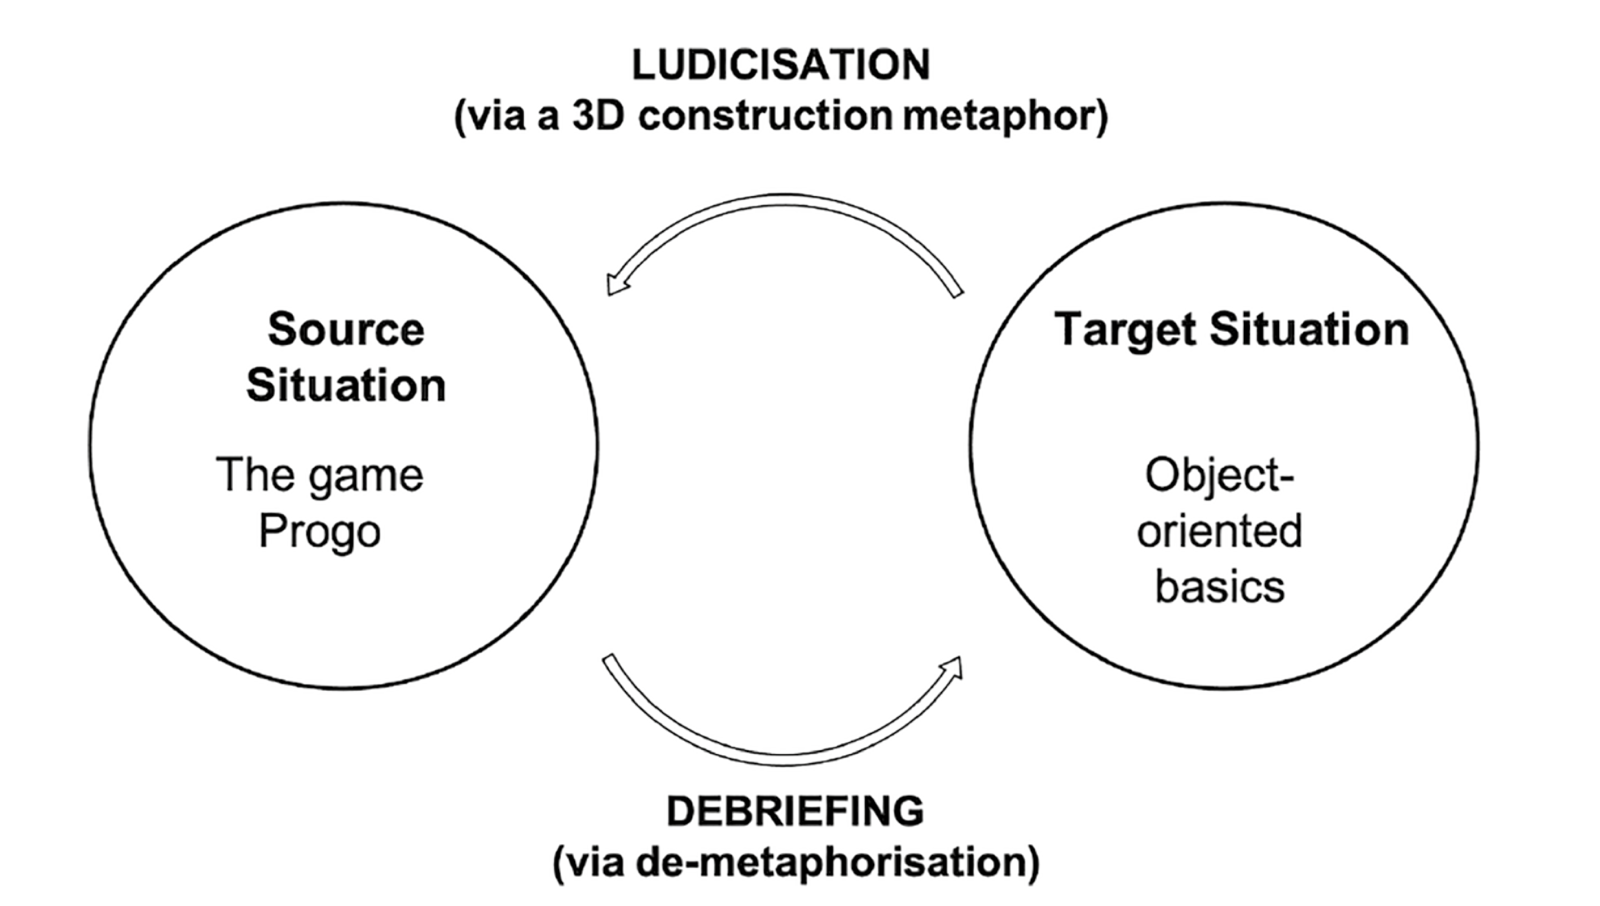 LUDICISATION
(via a 3D construction metaphor)
Source
Situation
The game
Progo
Target Situation
Object-
oriented
basics
DEBRIEFING
(via de-metaphorisation)